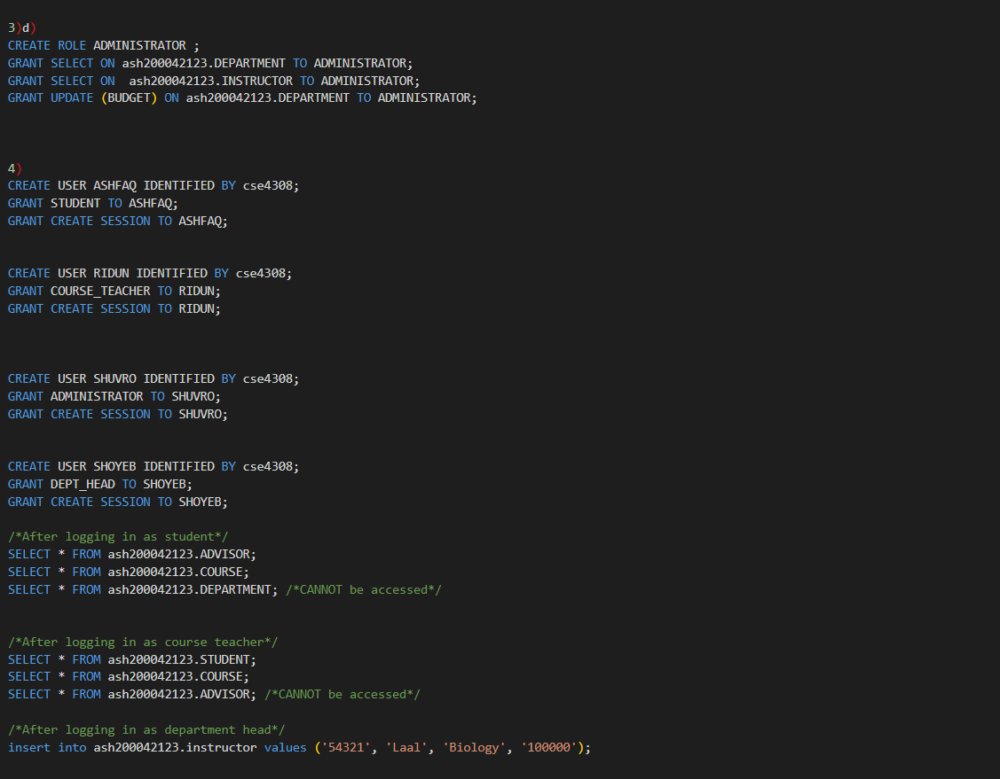 3)d)
CREATE ROLE ADMINISTRATOR ;
GRANT SELECT ON ash200042123.DEPARTMENT TO ADMINISTRATOR;
GRANT SELECT ON  ash200042123.INSTRUCTOR TO ADMINISTRATOR;
GRANT UPDATE (BUDGET) ON ash200042123.DEPARTMENT TO ADMINISTRATOR;
4)
CREATE USER ASHFAQ IDENTIFIED BY cse4308;
GRANT STUDENT TO ASHFAQ;
GRANT CREATE SESSION TO ASHFAQ;
CREATE USER RIDUN IDENTIFIED BY cse4308;
GRANT COURSE_TEACHER TO RIDUN;
GRANT CREATE SESSION TO RIDUN;
CREATE USER SHUVRO IDENTIFIED BY cse4308;
GRANT ADMINISTRATOR TO SHUVRO;
GRANT CREATE SESSION TO SHUVRO;
CREATE USER SHOYEB IDENTIFIED BY cse4308;
GRANT DEPT_HEAD TO SHOYEB;
GRANT CREATE SESSION TO SHOYEB;
/*After logging in as student*/
SELECT * FROM ash200042123.ADVISOR;
SELECT * FROM ash200042123.COURSE;
SELECT * FROM ash200042123.DEPARTMENT; /*CANNOT be accessed*/
/*After logging in as course teacher*/
SELECT * FROM ash200042123.STUDENT;
SELECT * FROM ash200042123.COURSE;
SELECT * FROM ash200042123.ADVISOR; /*CANNOT be accessed*/
/*After logging in as department head*/
insert into ash200042123.instructor values ('54321', 'Laal', 'Biology', '100000');